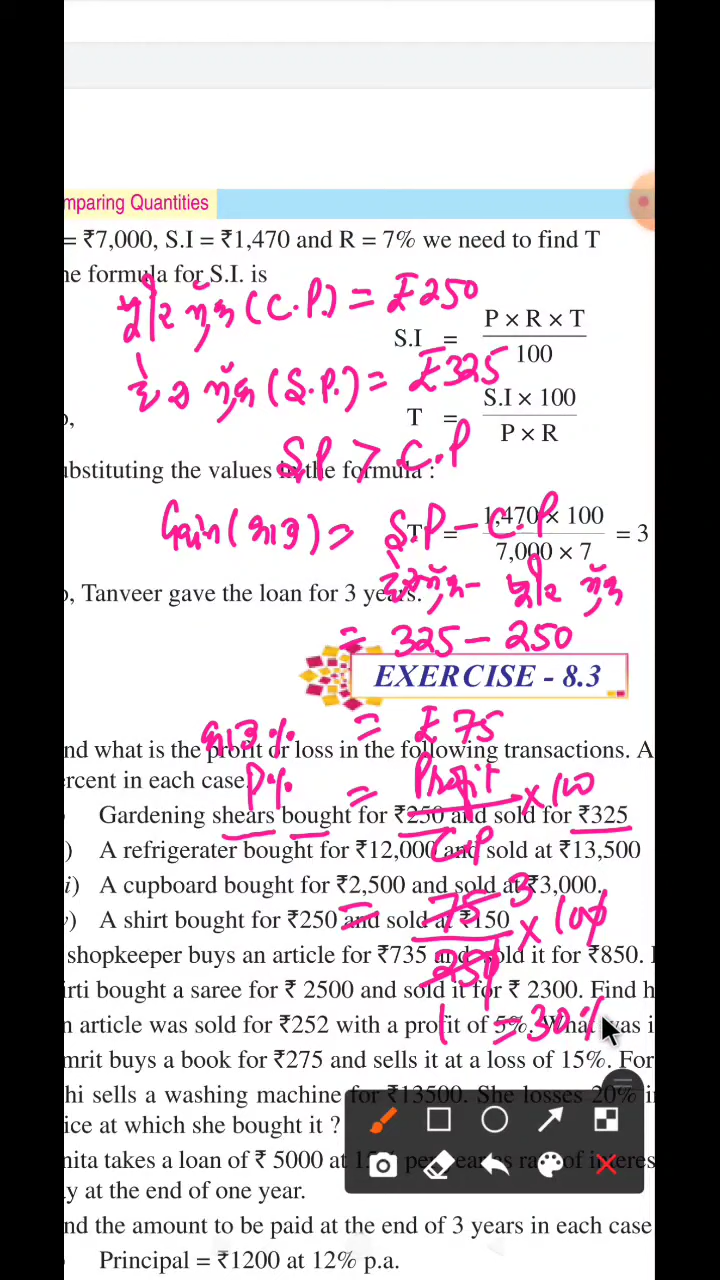 mparing Quantities
= ₹7,000, S.I = ₹1,470 and R = 7% we need to find T
he formula for S.I. is
(C.P.) = ₹250
S.I = P × R × T
100
(S.P.) = ₹325
T = S.I × 100
P × R
o,
S.P > C.P
ubstituting the values in the formula :
Gain ( ) = S.P - C.P
T = 1,470 × 100
7,000 × 7
= 3
o, Tanveer gave the loan for 3 years.
= 325 - 250
EXERCISE - 8.3
% = ₹75
nd what is the profit or loss in the following transactions. A
ercent in each case.
P% = Profit × 100
C.P
Gardening shears bought for ₹250 and sold for ₹325
) A refrigerater bought for ₹12,000 and sold at ₹13,500
i) A cupboard bought for ₹2,500 and sold at ₹3,000.
) A shirt bought for ₹250 and sold at ₹150
= 75 3 × 100
250
shopkeeper buys an article for ₹735 and sold it for ₹850.
irti bought a saree for ₹ 2500 and sold it for ₹ 2300. Find h
n article was sold for ₹252 with a profit of 5%. What was i
1 = 30%
mrit buys a book for ₹275 and sells it at a loss of 15%. For
hi sells a washing machine for ₹13500. She losses 20% i
ice at which she bought it ?
nita takes a loan of ₹ 5000 at 15% per year as rate of interes
y at the end of one year.
nd the amount to be paid at the end of 3 years in each case
Principal = ₹1200 at 12% p.a.